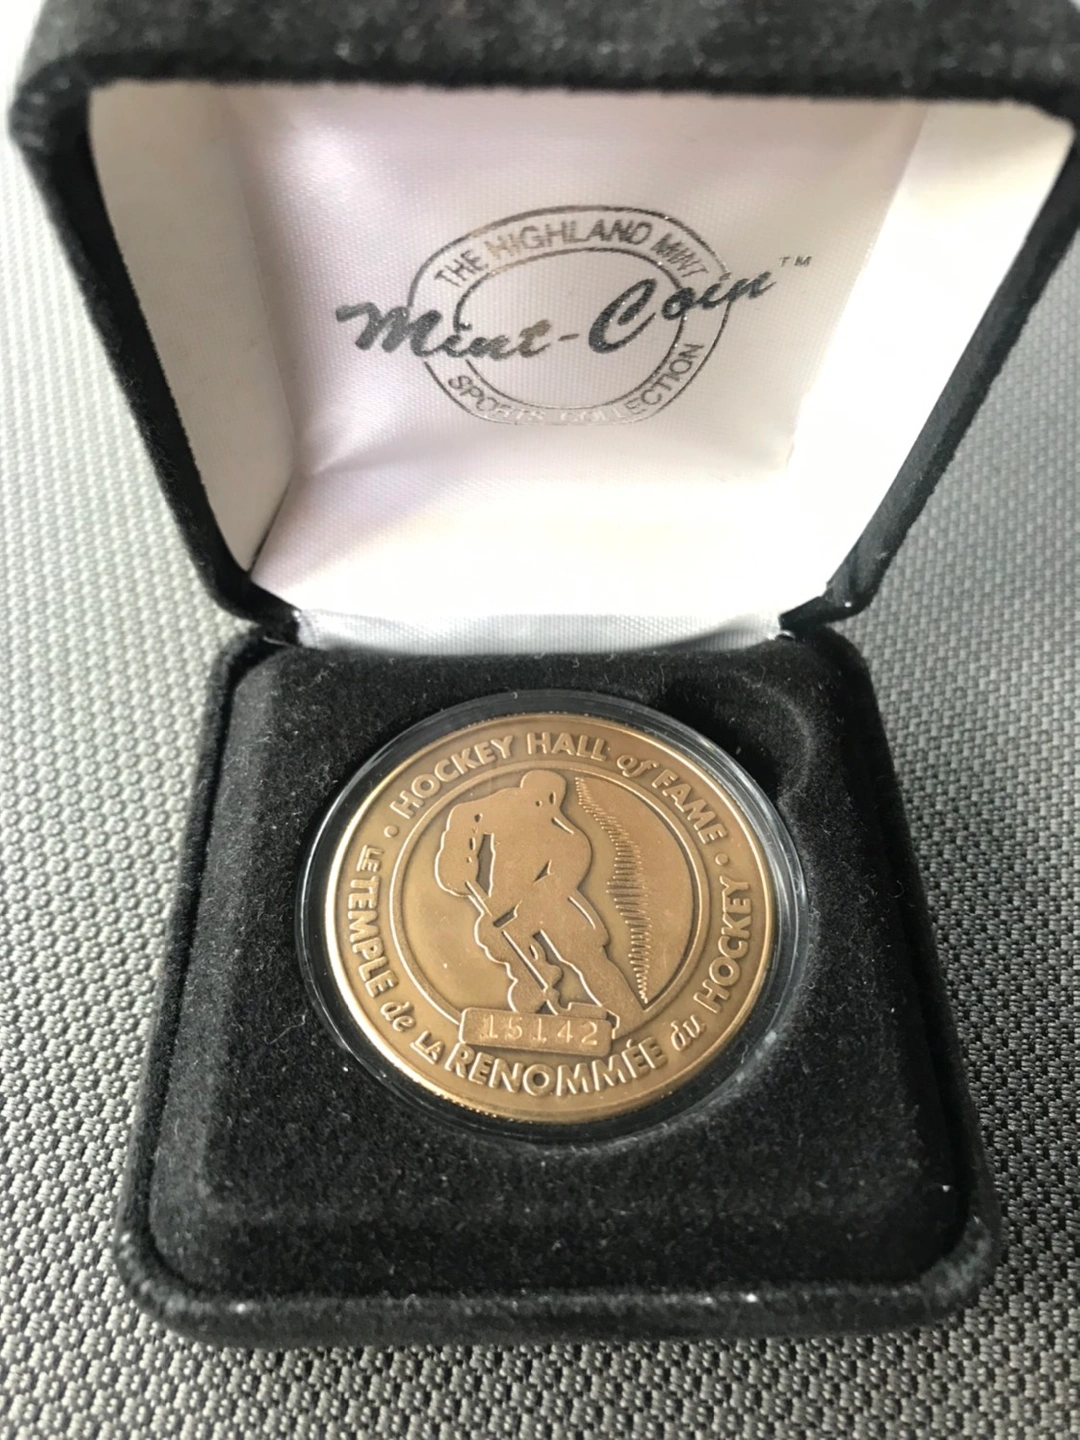 THE HIGHLAND MINT
Mint-Coin™
SPORTS COLLECTION
• HOCKEY HALL of FAME •
LE TEMPLE de LA RENOMMÉE du HOCKEY
15142